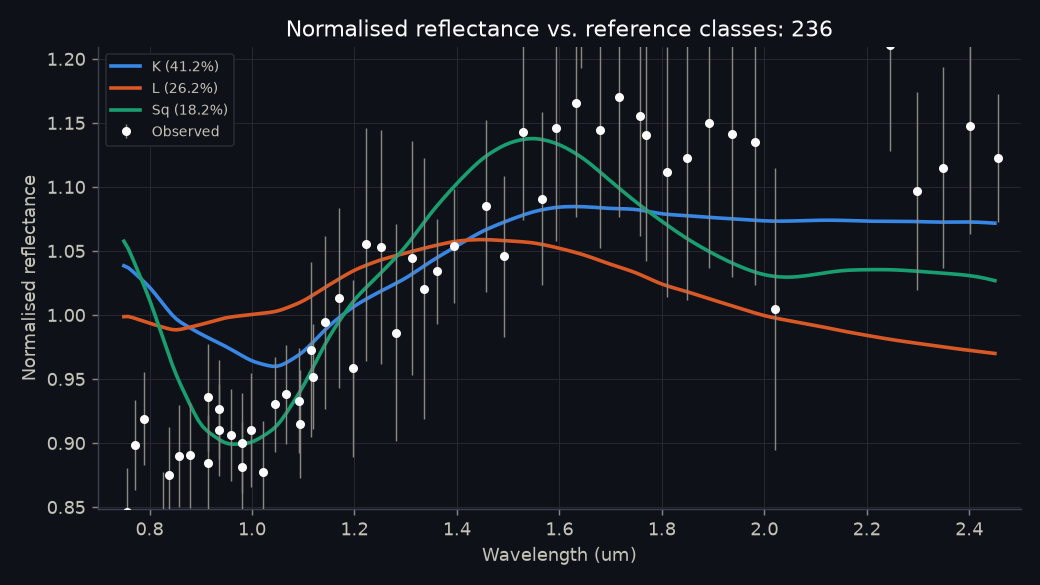 Normalised reflectance vs. reference classes: 236
K (41.2%)
L (26.2%)
Sq (18.2%)
Observed
Normalised reflectance
1.20
1.15
1.10
1.05
1.00
0.95
0.90
0.85
0.8 1.0 1.2 1.4 1.6 1.8 2.0 2.2 2.4
Wavelength (um)